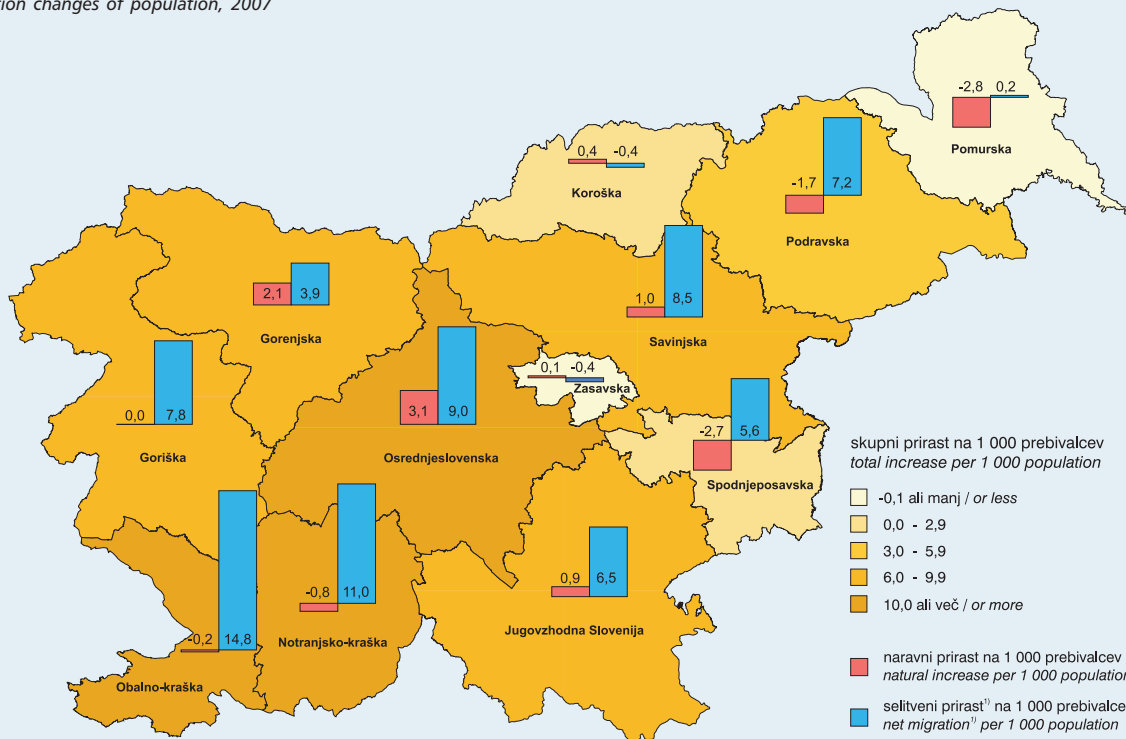 tion changes of population, 2007
-2,8 0,2
Pomurska
0,4 -0,4
Koroška
-1,7 7,2
Podravska
2,1 3,9
Gorenjska
1,0 8,5
Savinjska
0,1 -0,4
Zasavska
0,0 7,8
Goriška
3,1 9,0
Osrednjeslovenska
-2,7 5,6
Spodnjeposavska
-0,8 11,0
Notranjsko-kraška
0,9 6,5
Jugovzhodna Slovenija
-0,2 14,8
Obalno-kraška
skupni prirast na 1 000 prebivalcev
total increase per 1 000 population
-0,1 ali manj / or less
0,0 - 2,9
3,0 - 5,9
6,0 - 9,9
10,0 ali več / or more
naravni prirast na 1 000 prebivalcev
natural increase per 1 000 population
selitveni prirast¹⁾ na 1 000 prebivalce
net migration¹⁾ per 1 000 population